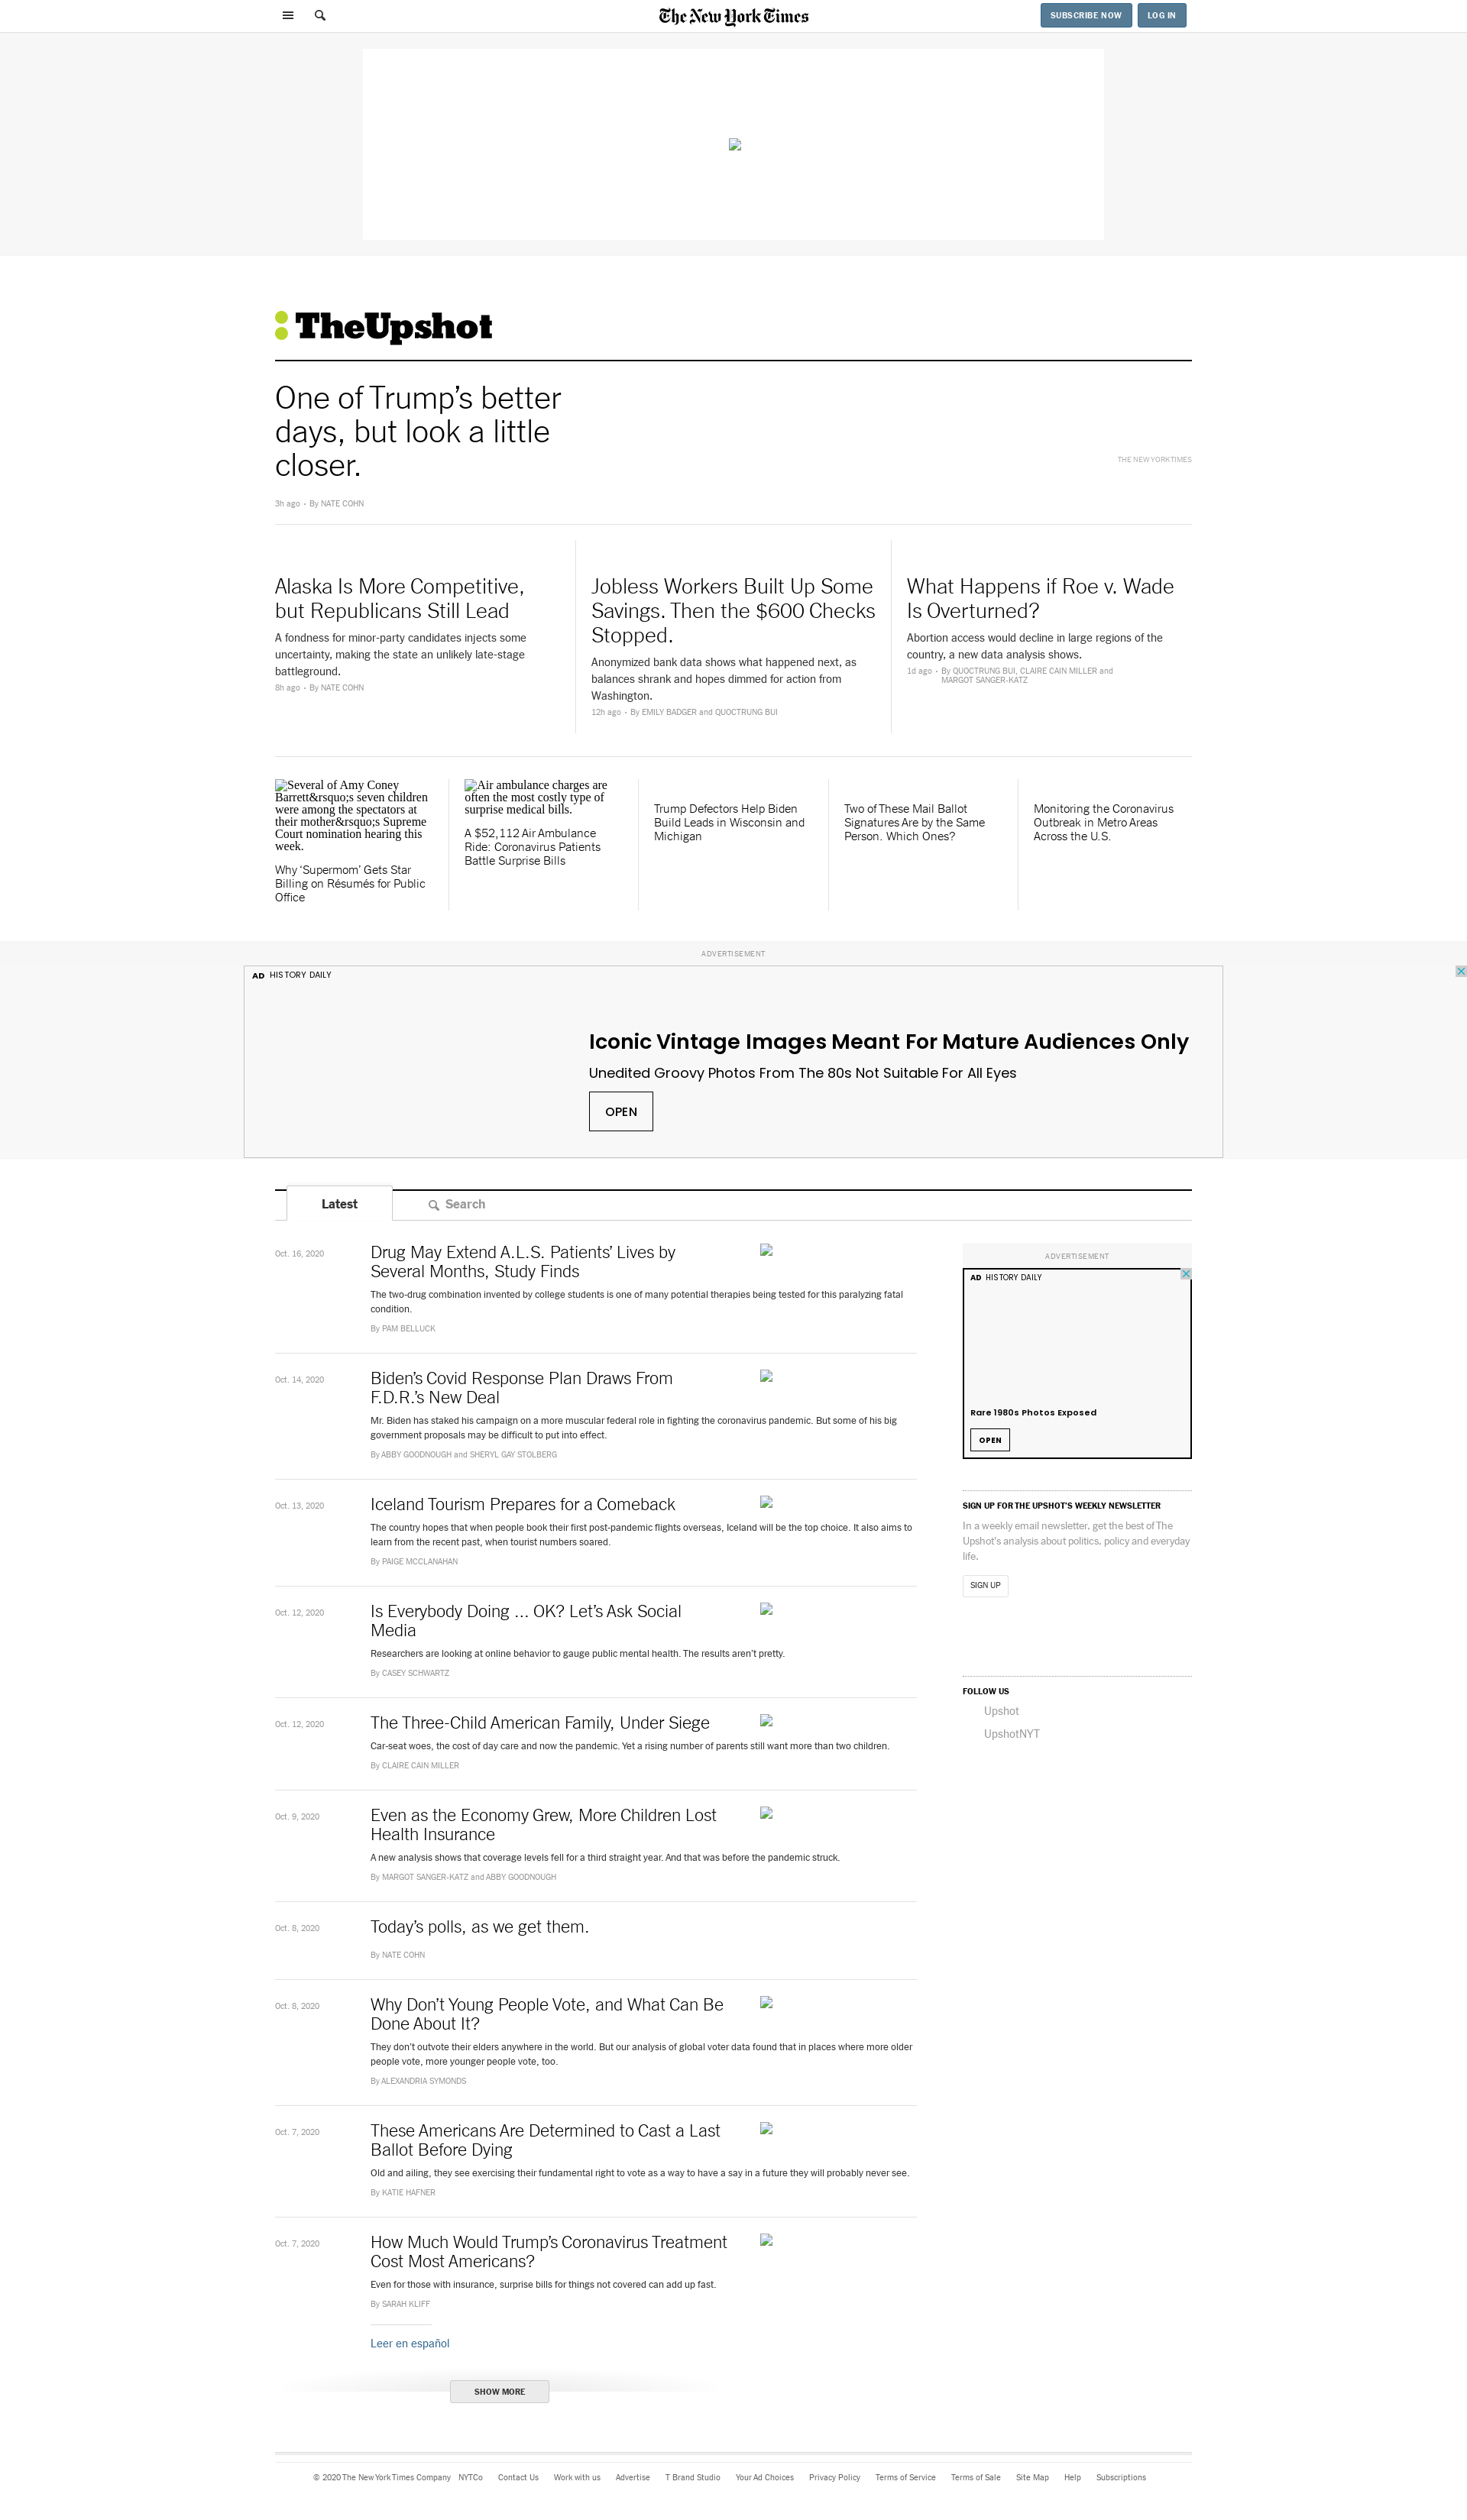 The New York Times
SUBSCRIBE NOW
LOG IN
TheUpshot
One of Trump’s better
days, but look a little
closer.
THE NEW YORK TIMES
3h ago • By NATE COHN
Alaska Is More Competitive,
but Republicans Still Lead
A fondness for minor-party candidates injects some
uncertainty, making the state an unlikely late-stage
battleground.
8h ago • By NATE COHN
Jobless Workers Built Up Some
Savings. Then the $600 Checks
Stopped.
Anonymized bank data shows what happened next, as
balances shrank and hopes dimmed for action from
Washington.
12h ago • By EMILY BADGER and QUOCTRUNG BUI
What Happens if Roe v. Wade
Is Overturned?
Abortion access would decline in large regions of the
country, a new data analysis shows.
1d ago • By QUOCTRUNG BUI, CLAIRE CAIN MILLER and
MARGOT SANGER-KATZ
Several of Amy Coney
Barrett&rsquo;s seven children
were among the spectators at
their mother&rsquo;s Supreme
Court nomination hearing this
week.
Why ‘Supermom’ Gets Star
Billing on Résumés for Public
Office
Air ambulance charges are
often the most costly type of
surprise medical bills.
A $52,112 Air Ambulance
Ride: Coronavirus Patients
Battle Surprise Bills
Trump Defectors Help Biden
Build Leads in Wisconsin and
Michigan
Two of These Mail Ballot
Signatures Are by the Same
Person. Which Ones?
Monitoring the Coronavirus
Outbreak in Metro Areas
Across the U.S.
ADVERTISEMENT
AD HISTORY DAILY
Iconic Vintage Images Meant For Mature Audiences Only
Unedited Groovy Photos From The 80s Not Suitable For All Eyes
OPEN
Latest
Search
Oct. 16, 2020
Drug May Extend A.L.S. Patients’ Lives by
Several Months, Study Finds
The two-drug combination invented by college students is one of many potential therapies being tested for this paralyzing fatal
condition.
By PAM BELLUCK
Oct. 14, 2020
Biden’s Covid Response Plan Draws From
F.D.R.’s New Deal
Mr. Biden has staked his campaign on a more muscular federal role in fighting the coronavirus pandemic. But some of his big
government proposals may be difficult to put into effect.
By ABBY GOODNOUGH and SHERYL GAY STOLBERG
Oct. 13, 2020
Iceland Tourism Prepares for a Comeback
The country hopes that when people book their first post-pandemic flights overseas, Iceland will be the top choice. It also aims to
learn from the recent past, when tourist numbers soared.
By PAIGE MCCLANAHAN
Oct. 12, 2020
Is Everybody Doing ... OK? Let’s Ask Social
Media
Researchers are looking at online behavior to gauge public mental health. The results aren’t pretty.
By CASEY SCHWARTZ
Oct. 12, 2020
The Three-Child American Family, Under Siege
Car-seat woes, the cost of day care and now the pandemic. Yet a rising number of parents still want more than two children.
By CLAIRE CAIN MILLER
Oct. 9, 2020
Even as the Economy Grew, More Children Lost
Health Insurance
A new analysis shows that coverage levels fell for a third straight year. And that was before the pandemic struck.
By MARGOT SANGER-KATZ and ABBY GOODNOUGH
Oct. 8, 2020
Today’s polls, as we get them.
By NATE COHN
Oct. 8, 2020
Why Don’t Young People Vote, and What Can Be
Done About It?
They don’t outvote their elders anywhere in the world. But our analysis of global voter data found that in places where more older
people vote, more younger people vote, too.
By ALEXANDRIA SYMONDS
Oct. 7, 2020
These Americans Are Determined to Cast a Last
Ballot Before Dying
Old and ailing, they see exercising their fundamental right to vote as a way to have a say in a future they will probably never see.
By KATIE HAFNER
Oct. 7, 2020
How Much Would Trump’s Coronavirus Treatment
Cost Most Americans?
Even for those with insurance, surprise bills for things not covered can add up fast.
By SARAH KLIFF
Leer en español
SHOW MORE
ADVERTISEMENT
AD HISTORY DAILY
Rare 1980s Photos Exposed
OPEN
SIGN UP FOR THE UPSHOT’S WEEKLY NEWSLETTER
In a weekly email newsletter, get the best of The
Upshot’s analysis about politics, policy and everyday
life.
SIGN UP
FOLLOW US
Upshot
UpshotNYT
© 2020 The New York Times Company NYTCo Contact Us Work with us Advertise T Brand Studio Your Ad Choices Privacy Policy Terms of Service Terms of Sale Site Map Help Subscriptions